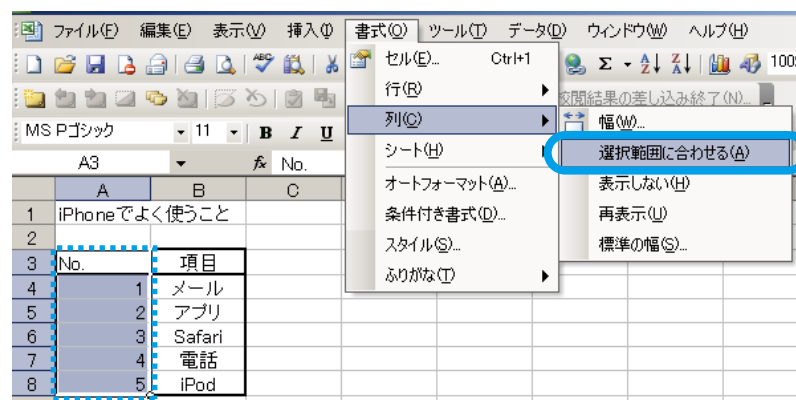 ファイル(F) 編集(E) 表示(V) 挿入(I) 書式(O) ツール(T) データ(D) ウィンドウ(W) ヘルプ(H)
セル(E)... Ctrl+1
行(R)
校閲結果の差し込み終了(N)...
MS Pゴシック 11 B I U
列(C)
幅(W)...
シート(H)
選択範囲に合わせる(A)
A3 fx No.
オートフォーマット(A)...
表示しない(H)
A B C
1 iPhoneでよく使うこと
条件付き書式(D)...
再表示(U)
2
スタイル(S)...
標準の幅(S)...
3 No. 項目
ふりがな(T)
4 1 メール
5 2 アプリ
6 3 Safari
7 4 電話
8 5 iPod